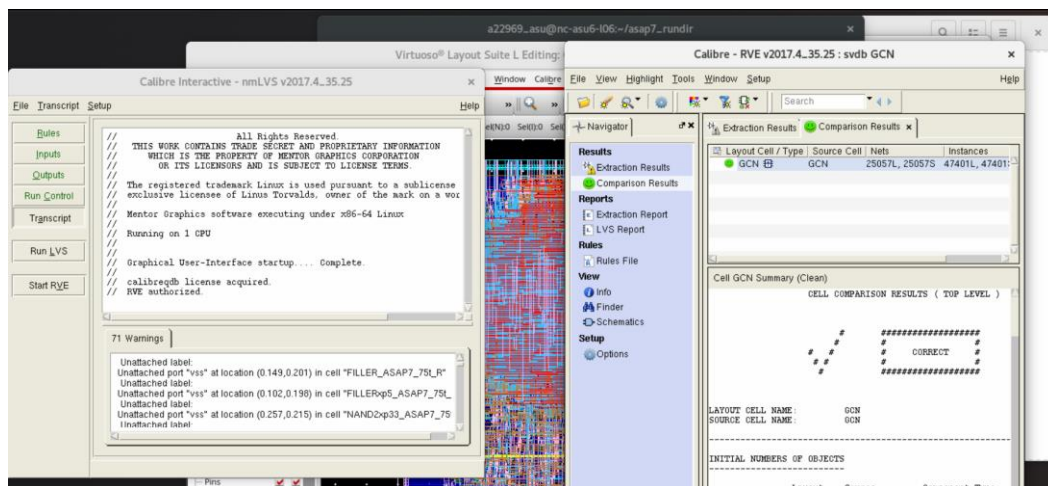 a22969_asu@nc-asu6-l06:~/asap7_rundir
Virtuoso® Layout Suite L Editing:
Window Calibre
Sel(N):0 Sel(I):0
Calibre Interactive - nmLVS v2017.4_35.25
File Transcript Setup Help
Rules
Inputs
Outputs
Run Control
Transcript
Run LVS
Start RVE
// All Rights Reserved.
// THIS WORK CONTAINS TRADE SECRET AND PROPRIETARY INFORMATION
// WHICH IS THE PROPERTY OF MENTOR GRAPHICS CORPORATION
// OR ITS LICENSORS AND IS SUBJECT TO LICENSE TERMS.
//
// The registered trademark Linux is used pursuant to a sublicense
// exclusive licensee of Linus Torvalds, owner of the mark on a wor
//
// Mentor Graphics software executing under x86-64 Linux
//
// Running on 1 CPU
//
//
// Graphical User-Interface startup.... Complete.
//
// calibreqdb license acquired.
// RVE authorized.
71 Warnings
Unattached label:
Unattached port "vss" at location (0.149,0.201) in cell "FILLER_ASAP7_75t_R"
Unattached label:
Unattached port "vss" at location (0.102,0.198) in cell "FILLERxp5_ASAP7_75t_
Unattached label:
Unattached port "vss" at location (0.257,0.215) in cell "NAND2xp33_ASAP7_75
Unattached label:
Pins
Calibre - RVE v2017.4_35.25 : svdb GCN
File View Highlight Tools Window Setup Help
Search
Navigator
Results
Extraction Results
Comparison Results
Reports
Extraction Report
LVS Report
Rules
Rules File
View
Info
Finder
Schematics
Setup
Options
Extraction Results Comparison Results
Layout Cell / Type Source Cell Nets Instances
GCN GCN 25057L, 25057S 47401L, 47401
Cell GCN Summary (Clean)
CELL COMPARISON RESULTS ( TOP LEVEL )
# ###################
# # #
# # # CORRECT #
# # # #
# ###################
LAYOUT CELL NAME: GCN
SOURCE CELL NAME: GCN
INITIAL NUMBERS OF OBJECTS